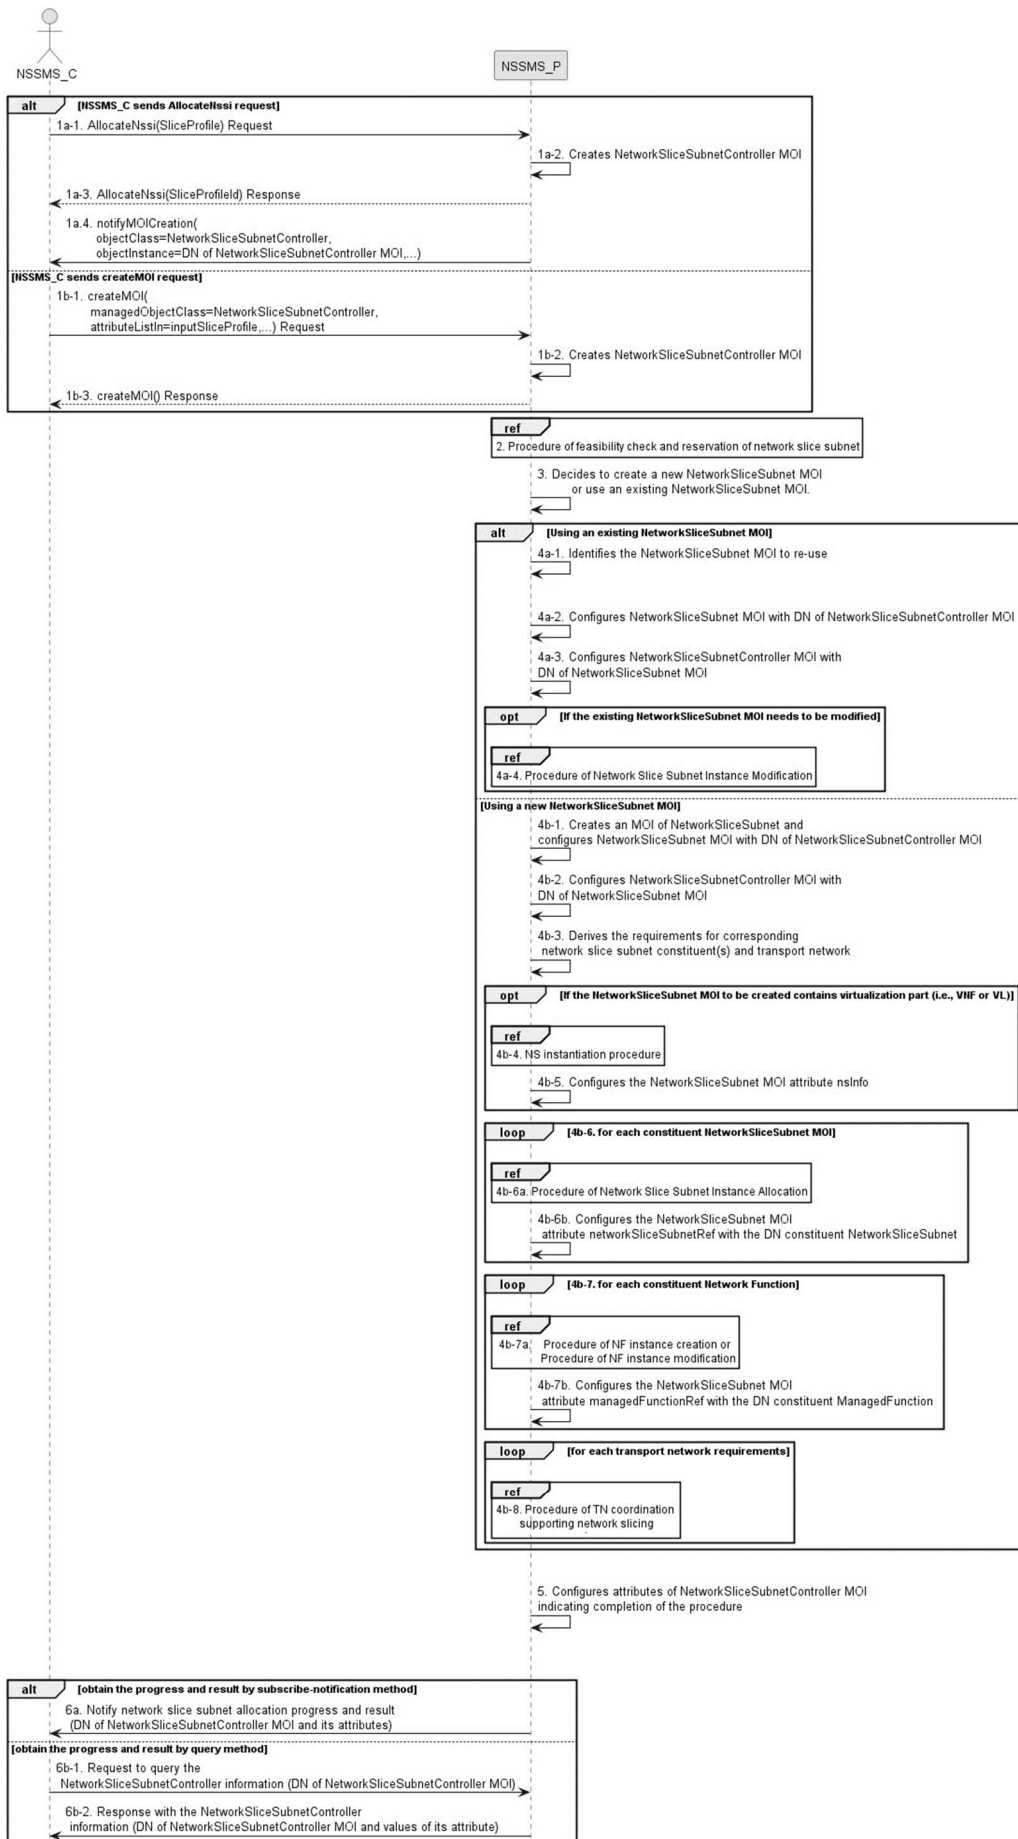 NSSMS_C
NSSMS_P
alt
[NSSMS_C sends AllocateNssi request]
1a-1. AllocateNssi(SliceProfile) Request
1a-2. Creates NetworkSliceSubnetController MOI
1a-3. AllocateNssi(SliceProfileId) Response
1a.4. notifyMOICreation(
objectClass=NetworkSliceSubnetController,
objectInstance=DN of NetworkSliceSubnetController MOI,...)
[NSSMS_C sends createMOI request]
1b-1. createMOI(
managedObjectClass=NetworkSliceSubnetController,
attributeListIn=inputSliceProfile,...) Request
1b-2. Creates NetworkSliceSubnetController MOI
1b-3. createMOI() Response
ref
2. Procedure of feasibility check and reservation of network slice subnet
3. Decides to create a new NetworkSliceSubnet MOI
or use an existing NetworkSliceSubnet MOI.
alt
[Using an existing NetworkSliceSubnet MOI]
4a-1. Identifies the NetworkSliceSubnet MOI to re-use
4a-2. Configures NetworkSliceSubnet MOI with DN of NetworkSliceSubnetController MOI
4a-3. Configures NetworkSliceSubnetController MOI with
DN of NetworkSliceSubnet MOI
opt
[If the existing NetworkSliceSubnet MOI needs to be modified]
ref
4a-4. Procedure of Network Slice Subnet Instance Modification
[Using a new NetworkSliceSubnet MOI]
4b-1. Creates an MOI of NetworkSliceSubnet and
configures NetworkSliceSubnet MOI with DN of NetworkSliceSubnetController MOI
4b-2. Configures NetworkSliceSubnetController MOI with
DN of NetworkSliceSubnet MOI
4b-3. Derives the requirements for corresponding
network slice subnet constituent(s) and transport network
opt
[If the NetworkSliceSubnet MOI to be created contains virtualization part (i.e., VNF or VL)]
ref
4b-4. NS instantiation procedure
4b-5. Configures the NetworkSliceSubnet MOI attribute nsInfo
loop
[4b-6. for each constituent NetworkSliceSubnet MOI]
ref
4b-6a. Procedure of Network Slice Subnet Instance Allocation
4b-6b. Configures the NetworkSliceSubnet MOI
attribute networkSliceSubnetRef with the DN constituent NetworkSliceSubnet
loop
[4b-7. for each constituent Network Function]
ref
4b-7a. Procedure of NF instance creation or
Procedure of NF instance modification
4b-7b. Configures the NetworkSliceSubnet MOI
attribute managedFunctionRef with the DN constituent ManagedFunction
loop
[for each transport network requirements]
ref
4b-8. Procedure of TN coordination
supporting network slicing
5. Configures attributes of NetworkSliceSubnetController MOI
indicating completion of the procedure
alt
[obtain the progress and result by subscribe-notification method]
6a. Notify network slice subnet allocation progress and result
(DN of NetworkSliceSubnetController MOI and its attributes)
[obtain the progress and result by query method]
6b-1. Request to query the
NetworkSliceSubnetController information (DN of NetworkSliceSubnetController MOI)
6b-2. Response with the NetworkSliceSubnetController
information (DN of NetworkSliceSubnetController MOI and values of its attribute)